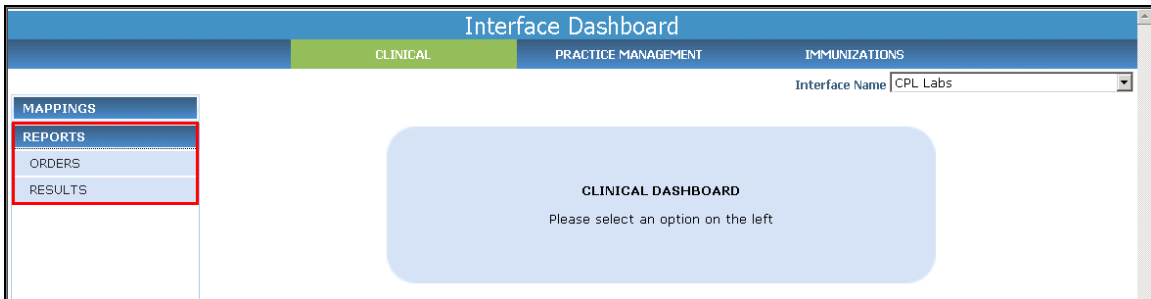 Interface Dashboard
CLINICAL PRACTICE MANAGEMENT IMMUNIZATIONS
Interface Name CPL Labs
MAPPINGS
REPORTS
ORDERS
RESULTS
CLINICAL DASHBOARD
Please select an option on the left